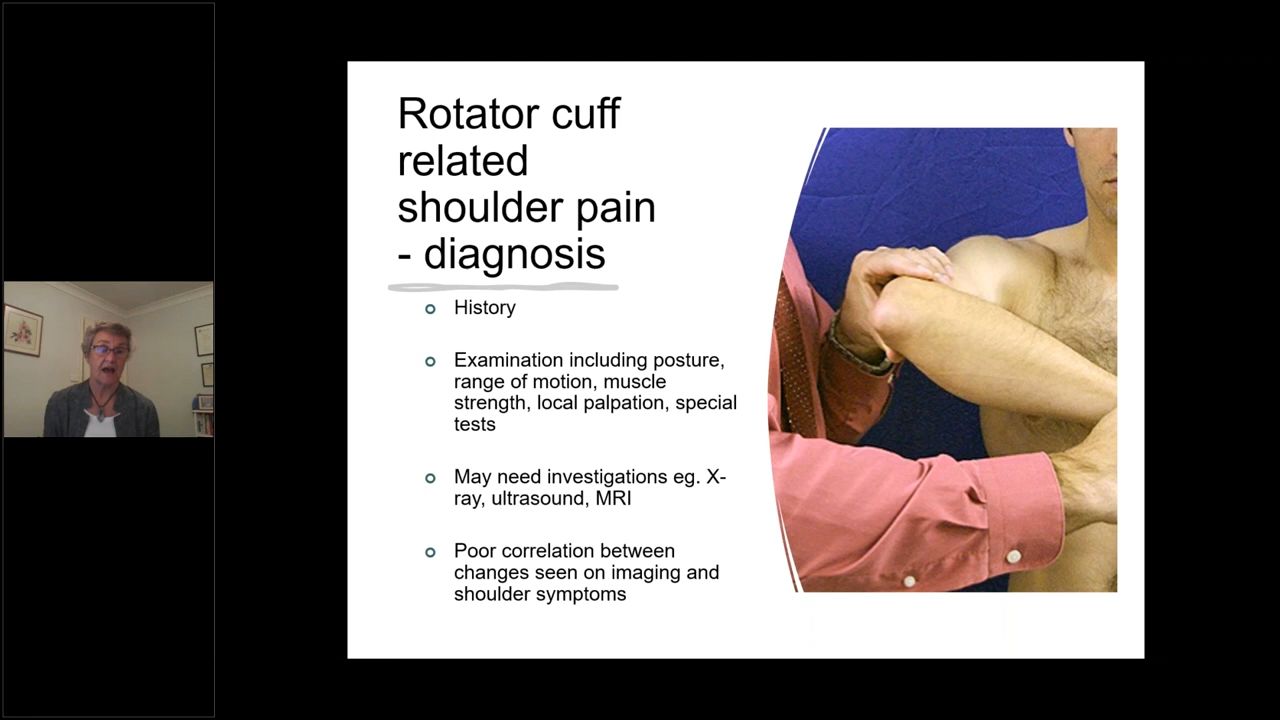 Rotator cuff
related
shoulder pain
- diagnosis
History
Examination including posture,
range of motion, muscle
strength, local palpation, special
tests
May need investigations eg. X-
ray, ultrasound, MRI
Poor correlation between
changes seen on imaging and
shoulder symptoms